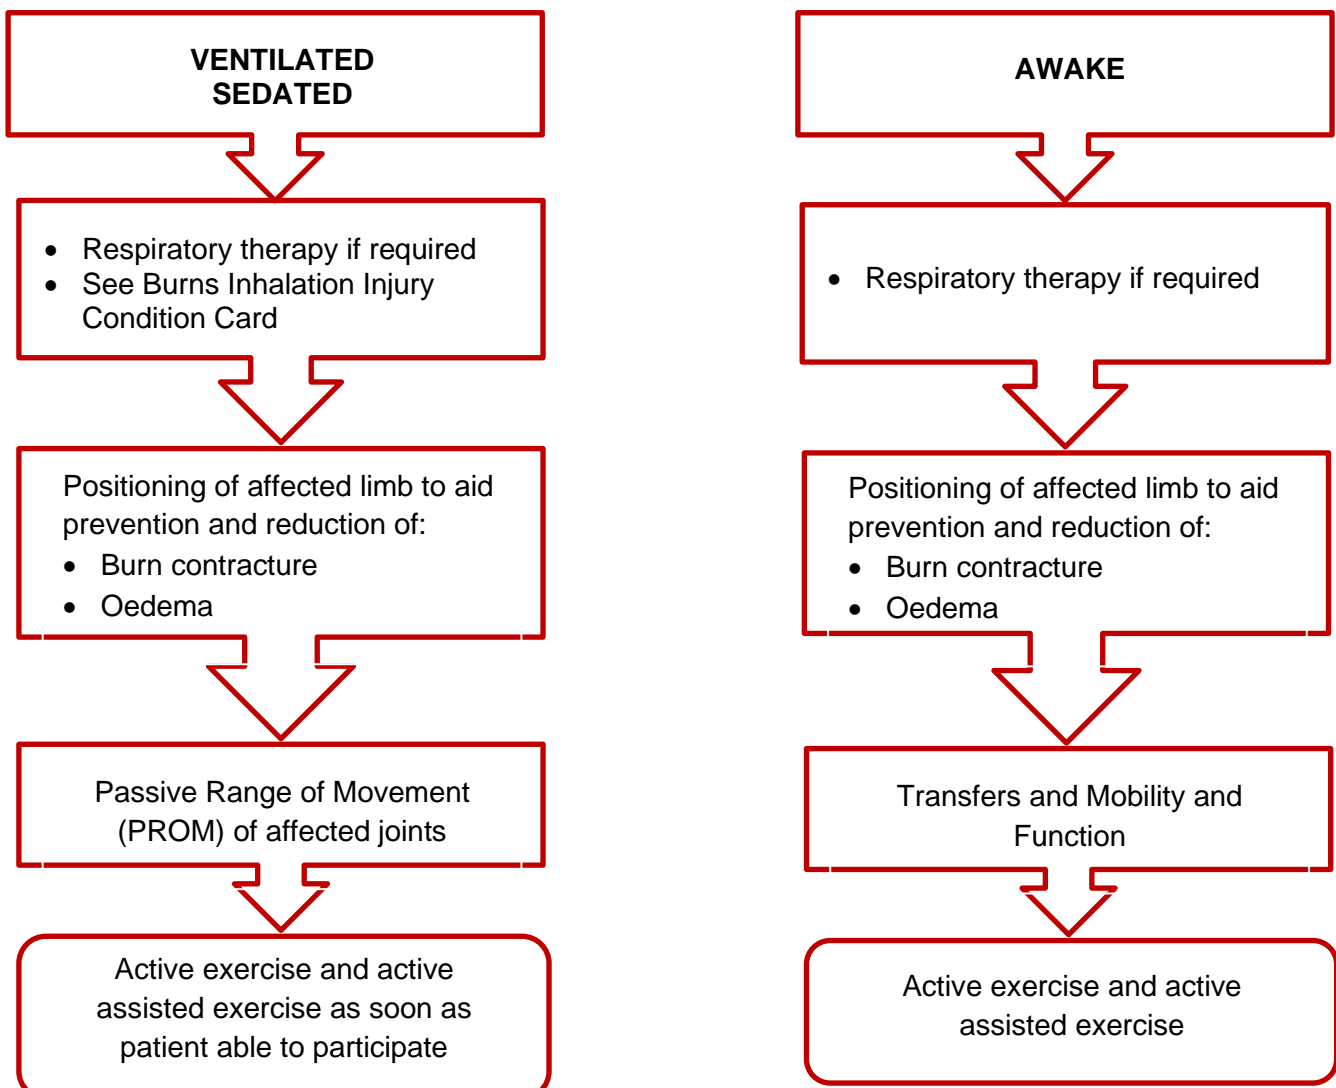 VENTILATED
SEDATED
• Respiratory therapy if required
• See Burns Inhalation Injury
Condition Card
Positioning of affected limb to aid
prevention and reduction of:
• Burn contracture
• Oedema
Passive Range of Movement
(PROM) of affected joints
Active exercise and active
assisted exercise as soon as
patient able to participate
AWAKE
• Respiratory therapy if required
Positioning of affected limb to aid
prevention and reduction of:
• Burn contracture
• Oedema
Transfers and Mobility and
Function
Active exercise and active
assisted exercise